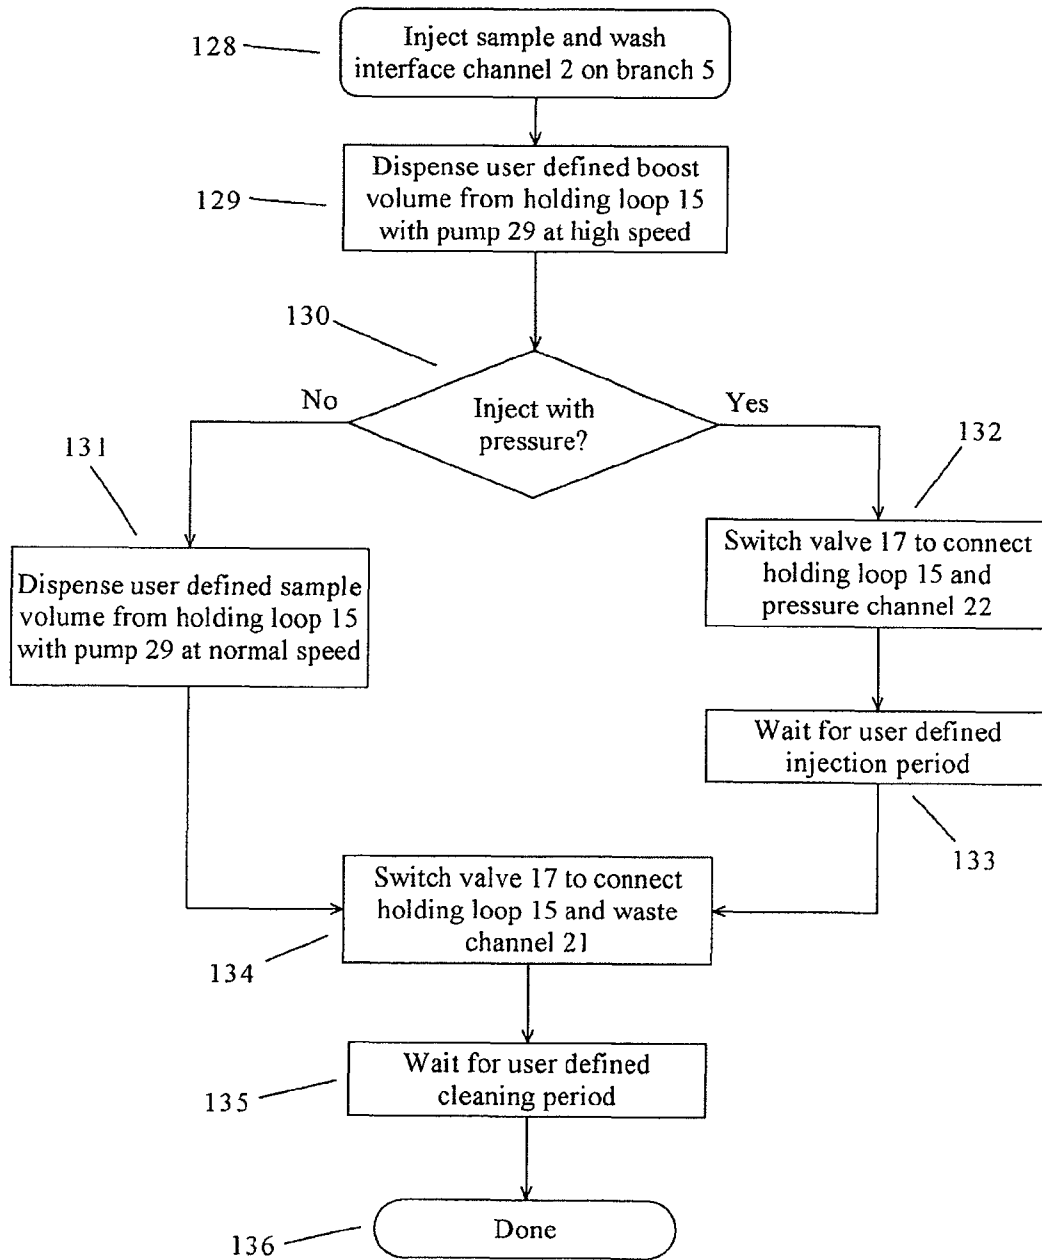 128
Inject sample and wash
interface channel 2 on branch 5
129
Dispense user defined boost
volume from holding loop 15
with pump 29 at high speed
130
No
Inject with
pressure?
Yes
131
132
Dispense user defined sample
volume from holding loop 15
with pump 29 at normal speed
Switch valve 17 to connect
holding loop 15 and
pressure channel 22
Wait for user defined
injection period
133
Switch valve 17 to connect
holding loop 15 and waste
channel 21
134
Wait for user defined
cleaning period
135
Done
136